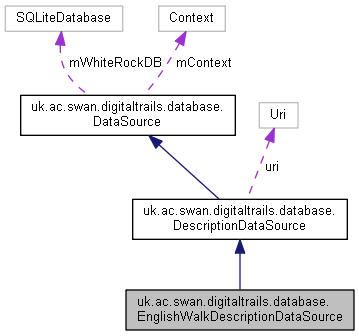 SQLiteDatabase
Context
mWhiteRockDB
mContext
uk.ac.swan.digitaltrails.database.
DataSource
Uri
uri
uk.ac.swan.digitaltrails.database.
DescriptionDataSource
uk.ac.swan.digitaltrails.database.
EnglishWalkDescriptionDataSource